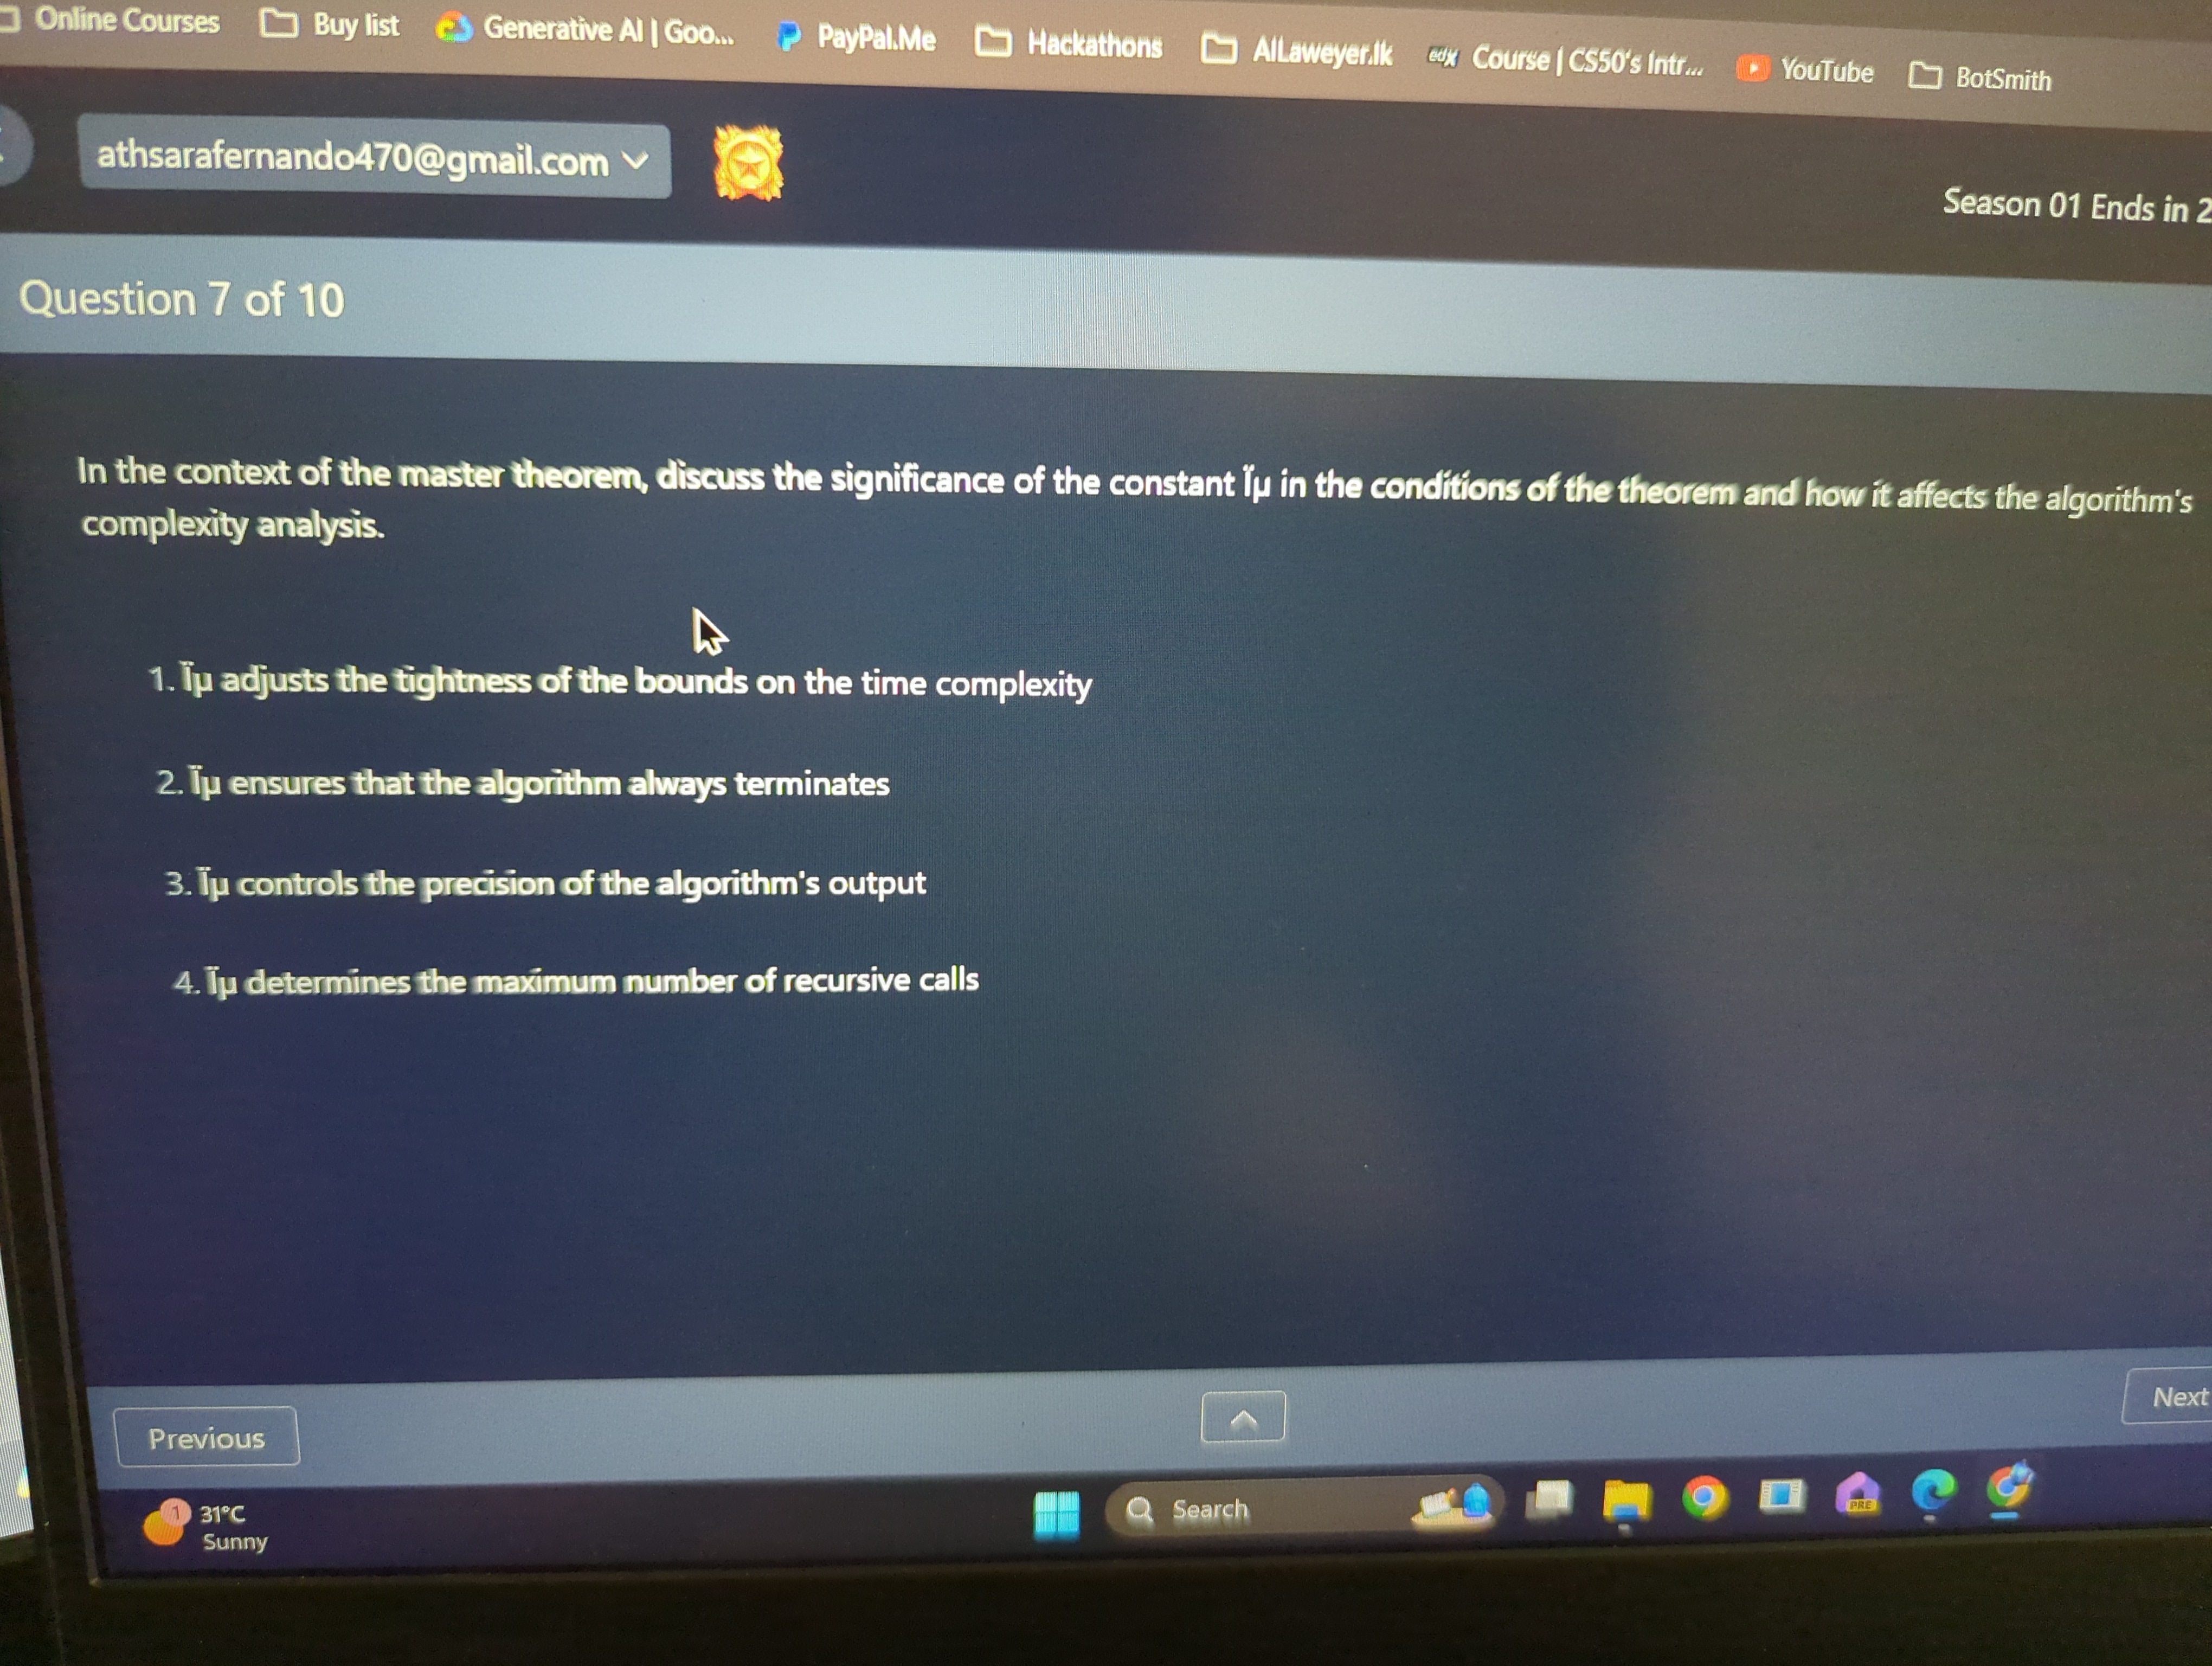 Online Courses Buy list Generative AI | Goo... PayPal.Me Hackathons AILaweyer.lk edX Course | CS50's Intr... YouTube BotSmith
athsarafernando470@gmail.com
Season 01 Ends in 2
Question 7 of 10
In the context of the master theorem, discuss the significance of the constant Ïµ in the conditions of the theorem and how it affects the algorithm's
complexity analysis.
1. Ïµ adjusts the tightness of the bounds on the time complexity
2. Ïµ ensures that the algorithm always terminates
3. Ïµ controls the precision of the algorithm's output
4. Ïµ determines the maximum number of recursive calls
Previous
Next
1 31°C
Sunny
Search
PRE